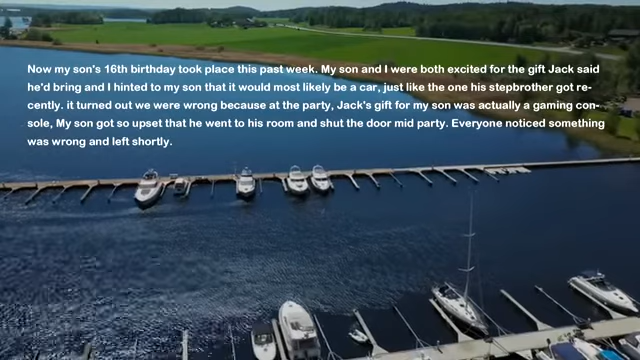 Now my son's 16th birthday took place this past week. My son and I were both excited for the gift Jack said
he'd bring and I hinted to my son that it would most likely be a car, just like the one his stepbrother got re-
cently. it turned out we were wrong because at the party, Jack's gift for my son was actually a gaming con-
sole, My son got so upset that he went to his room and shut the door mid party. Everyone noticed something
was wrong and left shortly.